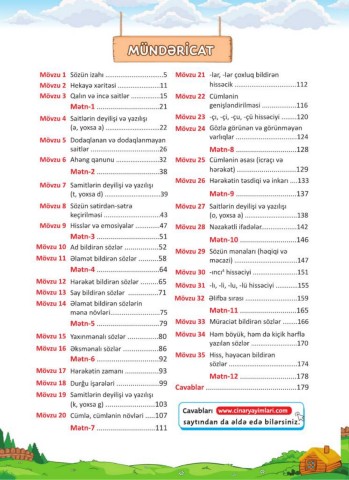 MÜNDƏRİCAT
Mövzu 1 Sözün izahı ..............................5
Mövzu 2 Hekayə xəritəsi .......................11
Mövzu 3 Qalın və incə saitlər ................15
Mətn-1 ................................21
Mövzu 4 Saitlərin deyilişi və yazılışı
(a, yoxsa ə) ...........................22
Mövzu 5 Dodaqlanan və dodaqlanmayan
saitlər ..................................26
Mövzu 6 Ahəng qanunu .......................32
Mətn-2 ...............................38
Mövzu 7 Samitlərin deyilişi və yazılışı
(t, yoxsa d) ..........................39
Mövzu 8 Sözün sətirdən-sətrə
keçirilməsi ...........................43
Mövzu 9 Hisslər və emosiyalar ............47
Mətn-3 ...............................51
Mövzu 10 Ad bildirən sözlər .................52
Mövzu 11 Əlamət bildirən sözlər ..........58
Mətn-4 ..............................64
Mövzu 12 Hərəkət bildirən sözlər .......65
Mövzu 13 Say bildirən sözlər ...............71
Mövzu 14 Əlamət bildirən sözlərin
məna növləri ........................75
Mətn-5 ..............................79
Mövzu 15 Yaxınmənalı sözlər ...............80
Mövzu 16 Əksmənalı sözlər .................86
Mətn-6 ..............................92
Mövzu 17 Hərəkətin zamanı ................93
Mövzu 18 Durğu işarələri .....................99
Mövzu 19 Samitlərin deyilişi və yazılışı
(k, yoxsa g) ........................103
Mövzu 20 Cümlə, cümlənin növləri .....107
Mətn-7 .............................111
Mövzu 21 -lar, -lər çoxluq bildirən
hissəcik ..............................112
Mövzu 22 Cümlənin
genişləndirilməsi ................116
Mövzu 23 -çı, -çi, -çu, -çü hissəciyi .......120
Mövzu 24 Gözlə görünən və görünməyən
varlıqlar .............................124
Mətn-8 .............................128
Mövzu 25 Cümlənin əsası (icraçı və
hərəkət) .............................129
Mövzu 26 Hərəkətin təsdiqi və inkarı ....133
Mətn-9 .............................137
Mövzu 27 Saitlərin deyilişi və yazılışı
(o, yoxsa a) ........................138
Mövzu 28 Nəzakətli ifadələr.................142
Mətn-10 ............................146
Mövzu 29 Sözün mənaları (həqiqi və
məcazi) ..............................147
Mövzu 30 -ıncı⁴ hissəciyi .....................151
Mövzu 31 -lı, -li, -lu, -lü hissəciyi ..........155
Mövzu 32 Əlifba sırası .........................159
Mətn-11 ............................165
Mövzu 33 Müraciət bildirən sözlər .......166
Mövzu 34 Həm böyük, həm də kiçik hərflə
yazılan sözlər ......................170
Mövzu 35 Hiss, həyəcan bildirən
sözlər .................................174
Mətn-12 ............................178
Cavablar ................................................179
Cavabları www.cinaryayimlari.com
saytından da əldə edə bilərsiniz.